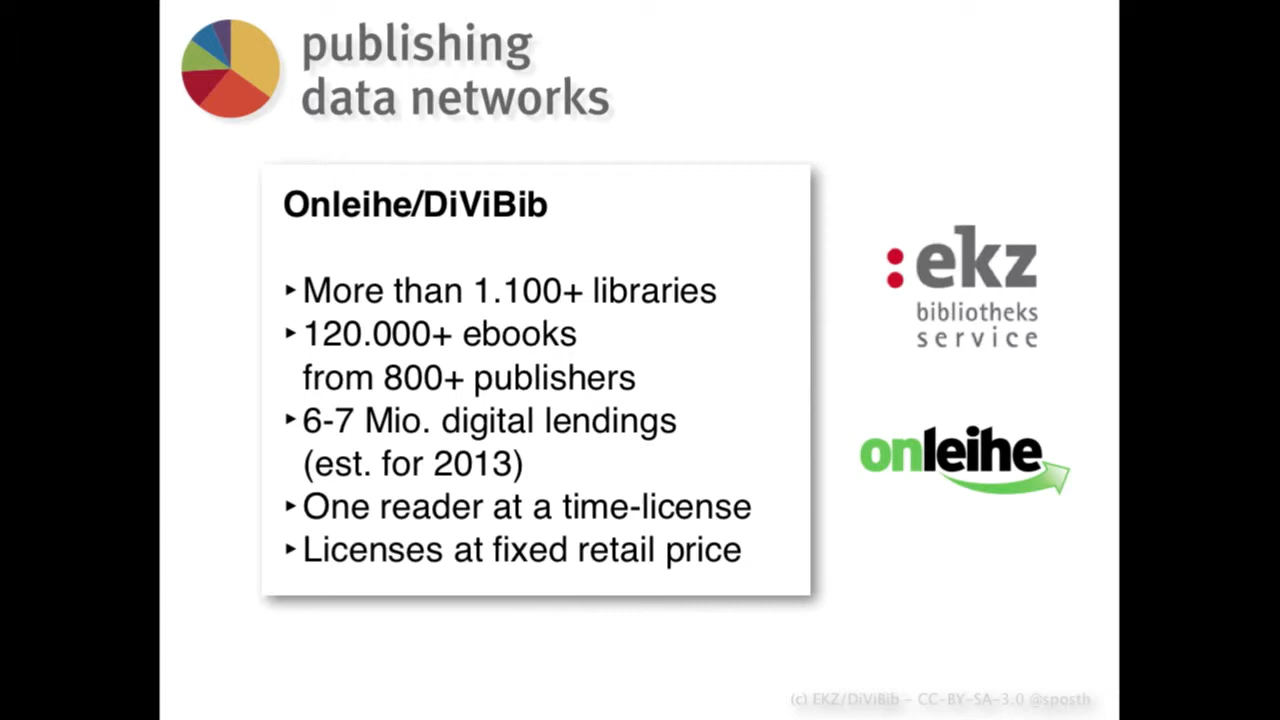 publishing
data networks
Onleihe/DiViBib
‣More than 1.100+ libraries
‣120.000+ ebooks
from 800+ publishers
‣6-7 Mio. digital lendings
(est. for 2013)
‣One reader at a time-license
‣Licenses at fixed retail price
:ekz
bibliotheks
service
onleihe
(c) EKZ/DiViBib – CC-BY-SA-3.0 @sposth